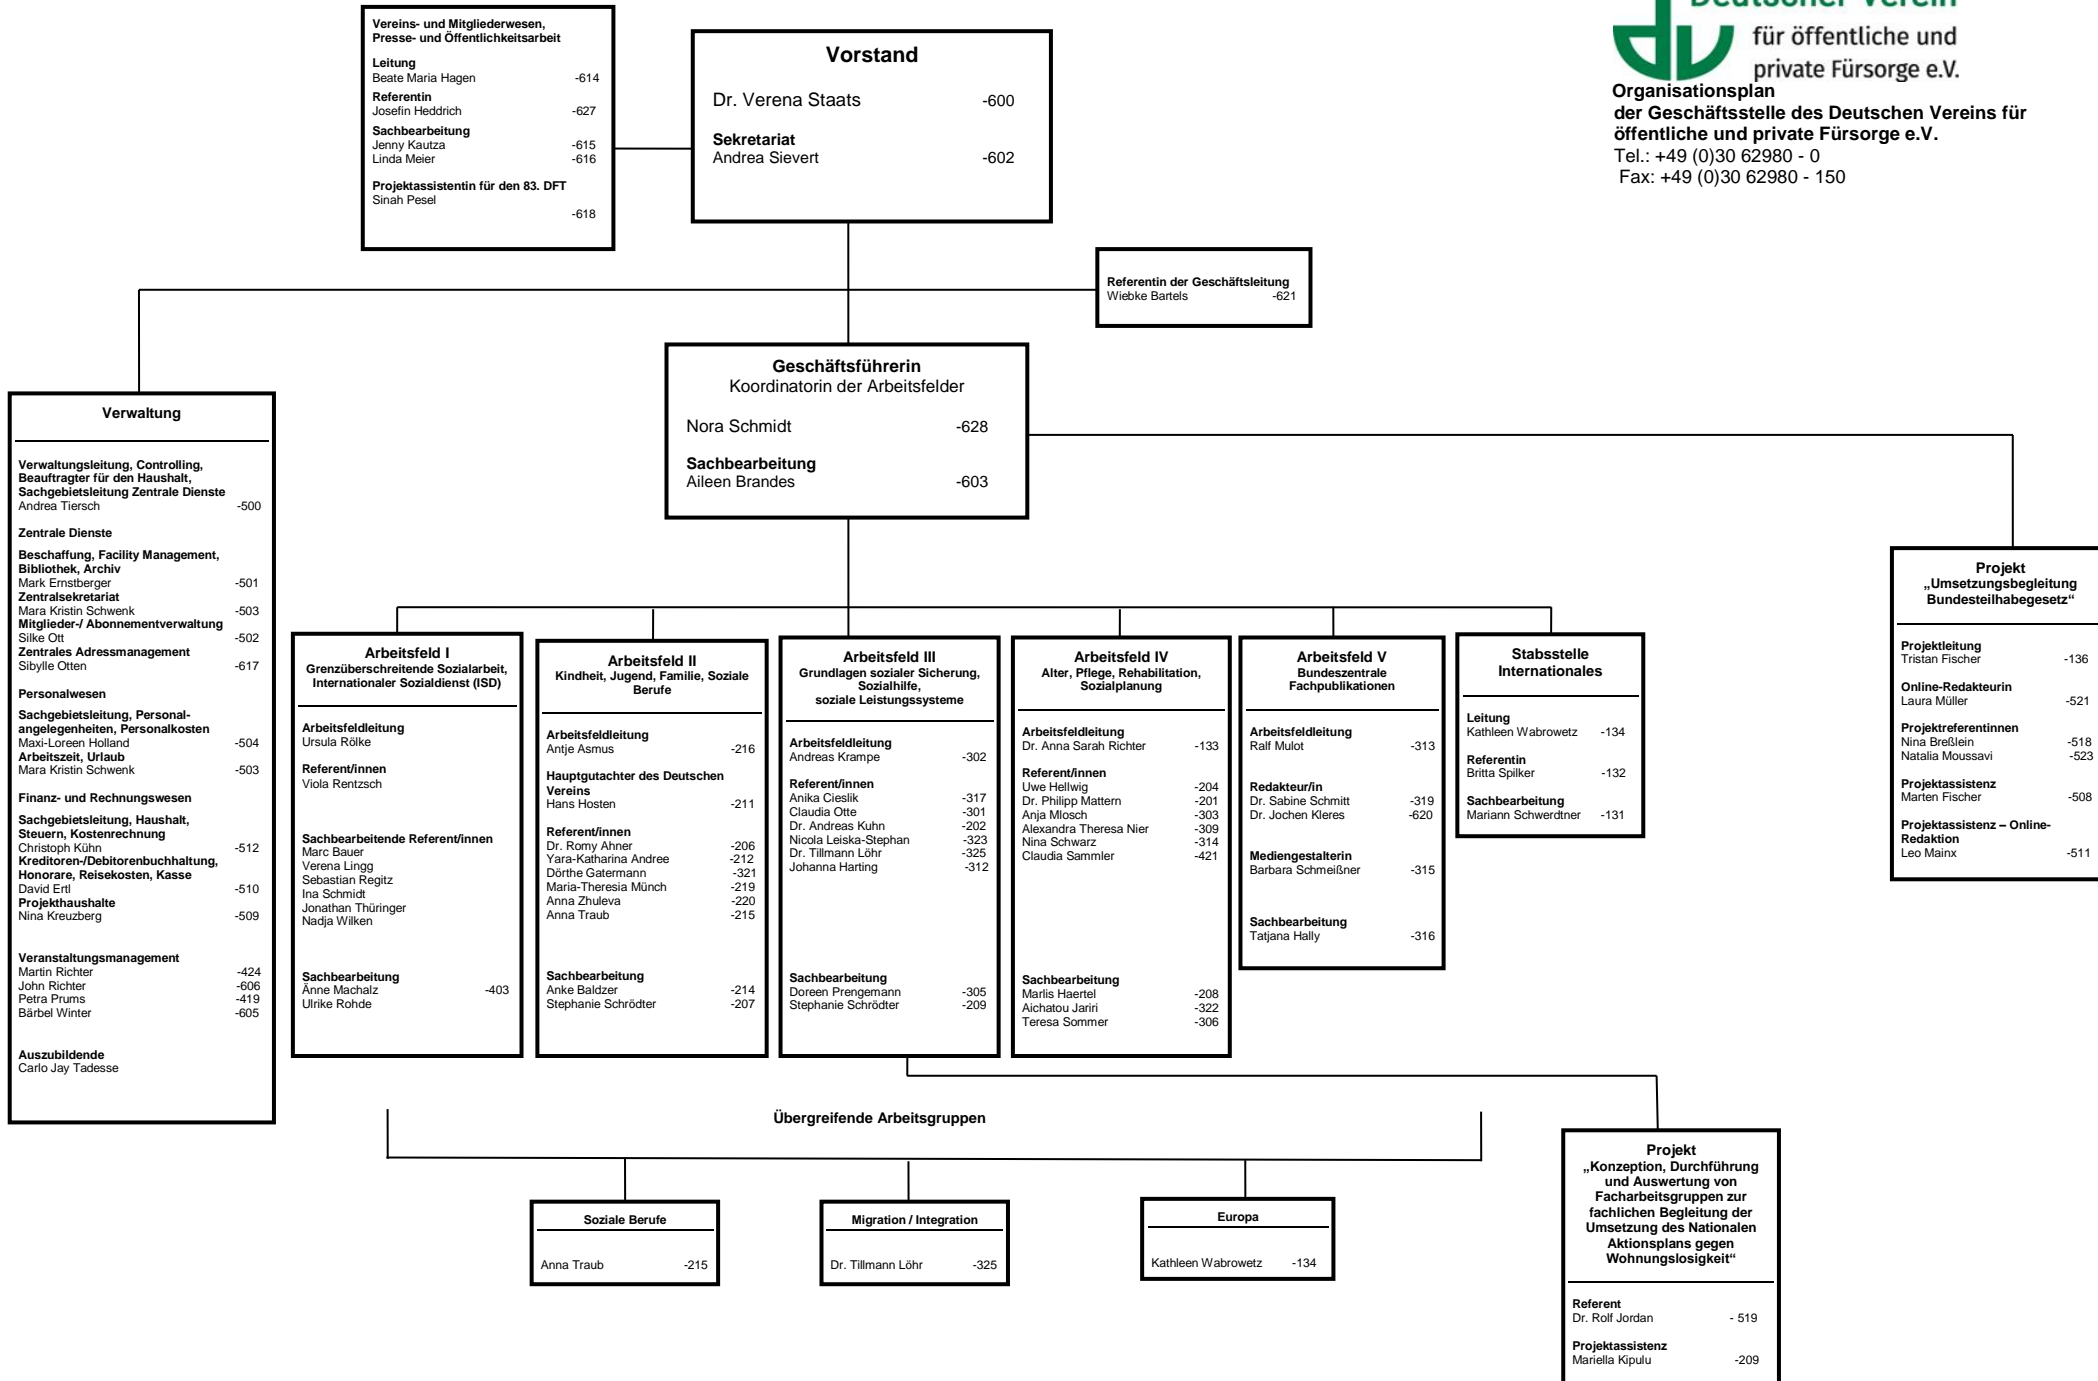 Deutscher Verein
für öffentliche und
private Fürsorge e.V.
Organisationsplan
der Geschäftsstelle des Deutschen Vereins für
öffentliche und private Fürsorge e.V.
Tel.: +49 (0)30 62980 - 0
Fax: +49 (0)30 62980 - 150
Vereins- und Mitgliederwesen,
Presse- und Öffentlichkeitsarbeit
Leitung
Beate Maria Hagen -614
Referentin
Josefin Heddrich -627
Sachbearbeitung
Jenny Kautza -615
Linda Meier -616
Projektassistentin für den 83. DFT
Sinah Pesel
-618
Vorstand
Dr. Verena Staats -600
Sekretariat
Andrea Sievert -602
Referentin der Geschäftsleitung
Wiebke Bartels -621
Geschäftsführerin
Koordinatorin der Arbeitsfelder
Nora Schmidt -628
Sachbearbeitung
Aileen Brandes -603
Verwaltung
Verwaltungsleitung, Controlling,
Beauftragter für den Haushalt,
Sachgebietsleitung Zentrale Dienste
Andrea Tiersch -500
Zentrale Dienste
Beschaffung, Facility Management,
Bibliothek, Archiv
Mark Ernstberger -501
Zentralsekretariat
Mara Kristin Schwenk -503
Mitglieder-/ Abonnementverwaltung
Silke Ott -502
Zentrales Adressmanagement
Sibylle Otten -617
Personalwesen
Sachgebietsleitung, Personal-
angelegenheiten, Personalkosten
Maxi-Loreen Holland -504
Arbeitszeit, Urlaub
Mara Kristin Schwenk -503
Finanz- und Rechnungswesen
Sachgebietsleitung, Haushalt,
Steuern, Kostenrechnung
Christoph Kühn -512
Kreditoren-/Debitorenbuchhaltung,
Honorare, Reisekosten, Kasse
David Ertl -510
Projekthaushalte
Nina Kreuzberg -509
Veranstaltungsmanagement
Martin Richter -424
John Richter -606
Petra Prums -419
Bärbel Winter -605
Auszubildende
Carlo Jay Tadesse
Arbeitsfeld I
Grenzüberschreitende Sozialarbeit,
Internationaler Sozialdienst (ISD)
Arbeitsfeldleitung
Ursula Rölke
Referent/innen
Viola Rentzsch
Sachbearbeitende Referent/innen
Marc Bauer
Verena Lingg
Sebastian Regitz
Ina Schmidt
Jonathan Thüringer
Nadja Wilken
Sachbearbeitung
Änne Machalz -403
Ulrike Rohde
Arbeitsfeld II
Kindheit, Jugend, Familie, Soziale
Berufe
Arbeitsfeldleitung
Antje Asmus -216
Hauptgutachter des Deutschen
Vereins
Hans Hosten -211
Referent/innen
Dr. Romy Ahner -206
Yara-Katharina Andree -212
Dörthe Gatermann -321
Maria-Theresia Münch -219
Anna Zhuleva -220
Anna Traub -215
Sachbearbeitung
Anke Baldzer -214
Stephanie Schrödter -207
Arbeitsfeld III
Grundlagen sozialer Sicherung,
Sozialhilfe,
soziale Leistungssysteme
Arbeitsfeldleitung
Andreas Krampe -302
Referent/innen
Anika Cieslik -317
Claudia Otte -301
Dr. Andreas Kuhn -202
Nicola Leiska-Stephan -323
Dr. Tillmann Löhr -325
Johanna Harting -312
Sachbearbeitung
Doreen Prengemann -305
Stephanie Schrödter -209
Arbeitsfeld IV
Alter, Pflege, Rehabilitation,
Sozialplanung
Arbeitsfeldleitung
Dr. Anna Sarah Richter -133
Referent/innen
Uwe Hellwig -204
Dr. Philipp Mattern -201
Anja Mlosch -303
Alexandra Theresa Nier -309
Nina Schwarz -314
Claudia Sammler -421
Sachbearbeitung
Marlis Haertel -208
Aichatou Jariri -322
Teresa Sommer -306
Arbeitsfeld V
Bundeszentrale
Fachpublikationen
Arbeitsfeldleitung
Ralf Mulot -313
Redakteur/in
Dr. Sabine Schmitt -319
Dr. Jochen Kleres -620
Mediengestalterin
Barbara Schmeißner -315
Sachbearbeitung
Tatjana Hally -316
Stabsstelle
Internationales
Leitung
Kathleen Wabrowetz -134
Referentin
Britta Spilker -132
Sachbearbeitung
Mariann Schwerdtner -131
Projekt
„Umsetzungsbegleitung
Bundesteilhabegesetz“
Projektleitung
Tristan Fischer -136
Online-Redakteurin
Laura Müller -521
Projektreferentinnen
Nina Breßlein -518
Natalia Moussavi -523
Projektassistenz
Marten Fischer -508
Projektassistenz – Online-
Redaktion
Leo Mainx -511
Übergreifende Arbeitsgruppen
Soziale Berufe
Anna Traub -215
Migration / Integration
Dr. Tillmann Löhr -325
Europa
Kathleen Wabrowetz -134
Projekt
„Konzeption, Durchführung
und Auswertung von
Facharbeitsgruppen zur
fachlichen Begleitung der
Umsetzung des Nationalen
Aktionsplans gegen
Wohnungslosigkeit“
Referent
Dr. Rolf Jordan - 519
Projektassistenz
Mariella Kipulu -209